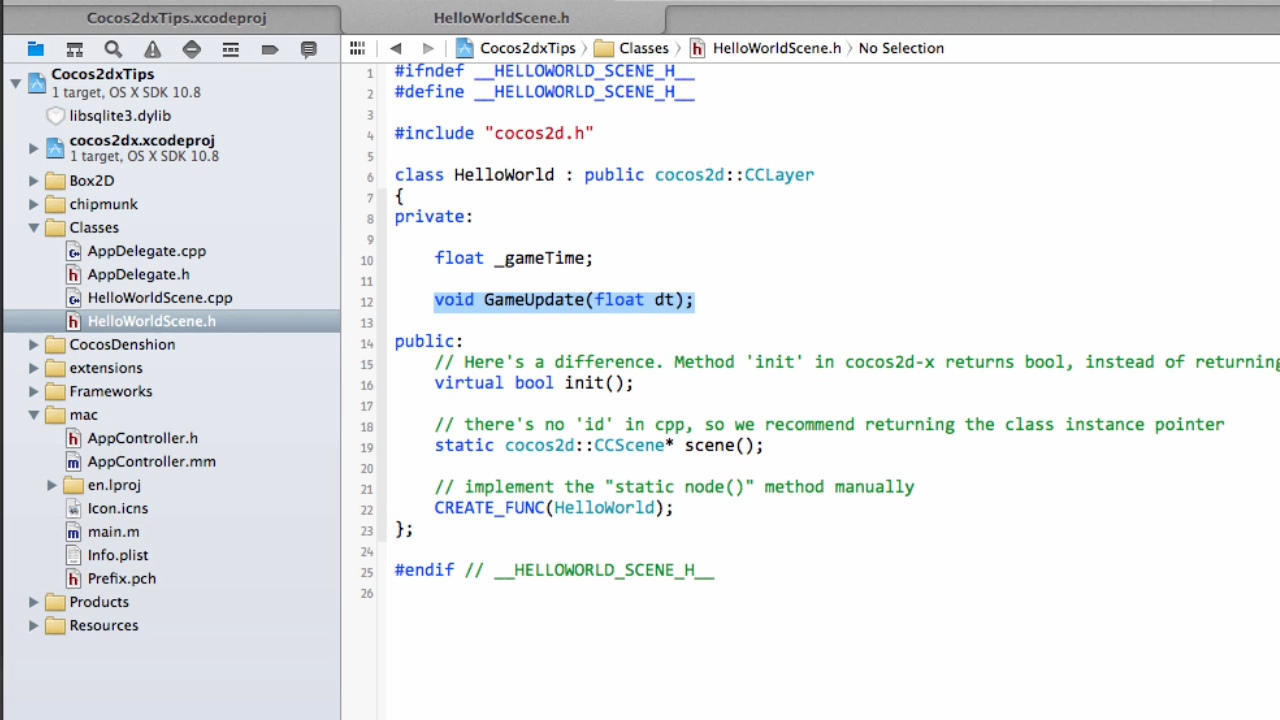 Cocos2dxTips.xcodeproj
HelloWorldScene.h
Cocos2dxTips
Classes
HelloWorldScene.h
No Selection
Cocos2dxTips
1 target, OS X SDK 10.8
libsqlite3.dylib
cocos2dx.xcodeproj
1 target, OS X SDK 10.8
Box2D
chipmunk
Classes
AppDelegate.cpp
AppDelegate.h
HelloWorldScene.cpp
HelloWorldScene.h
CocosDenshion
extensions
Frameworks
mac
AppController.h
AppController.mm
en.lproj
Icon.icns
main.m
Info.plist
Prefix.pch
Products
Resources
1 #ifndef __HELLOWORLD_SCENE_H__
2 #define __HELLOWORLD_SCENE_H__
3
4 #include "cocos2d.h"
5
6 class HelloWorld : public cocos2d::CCLayer
7 {
8 private:
9
10 float _gameTime;
11
12 void GameUpdate(float dt);
13
14 public:
15 // Here's a difference. Method 'init' in cocos2d-x returns bool, instead of returning
16 virtual bool init();
17
18 // there's no 'id' in cpp, so we recommend returning the class instance pointer
19 static cocos2d::CCScene* scene();
20
21 // implement the "static node()" method manually
22 CREATE_FUNC(HelloWorld);
23 };
24
25 #endif // __HELLOWORLD_SCENE_H__
26